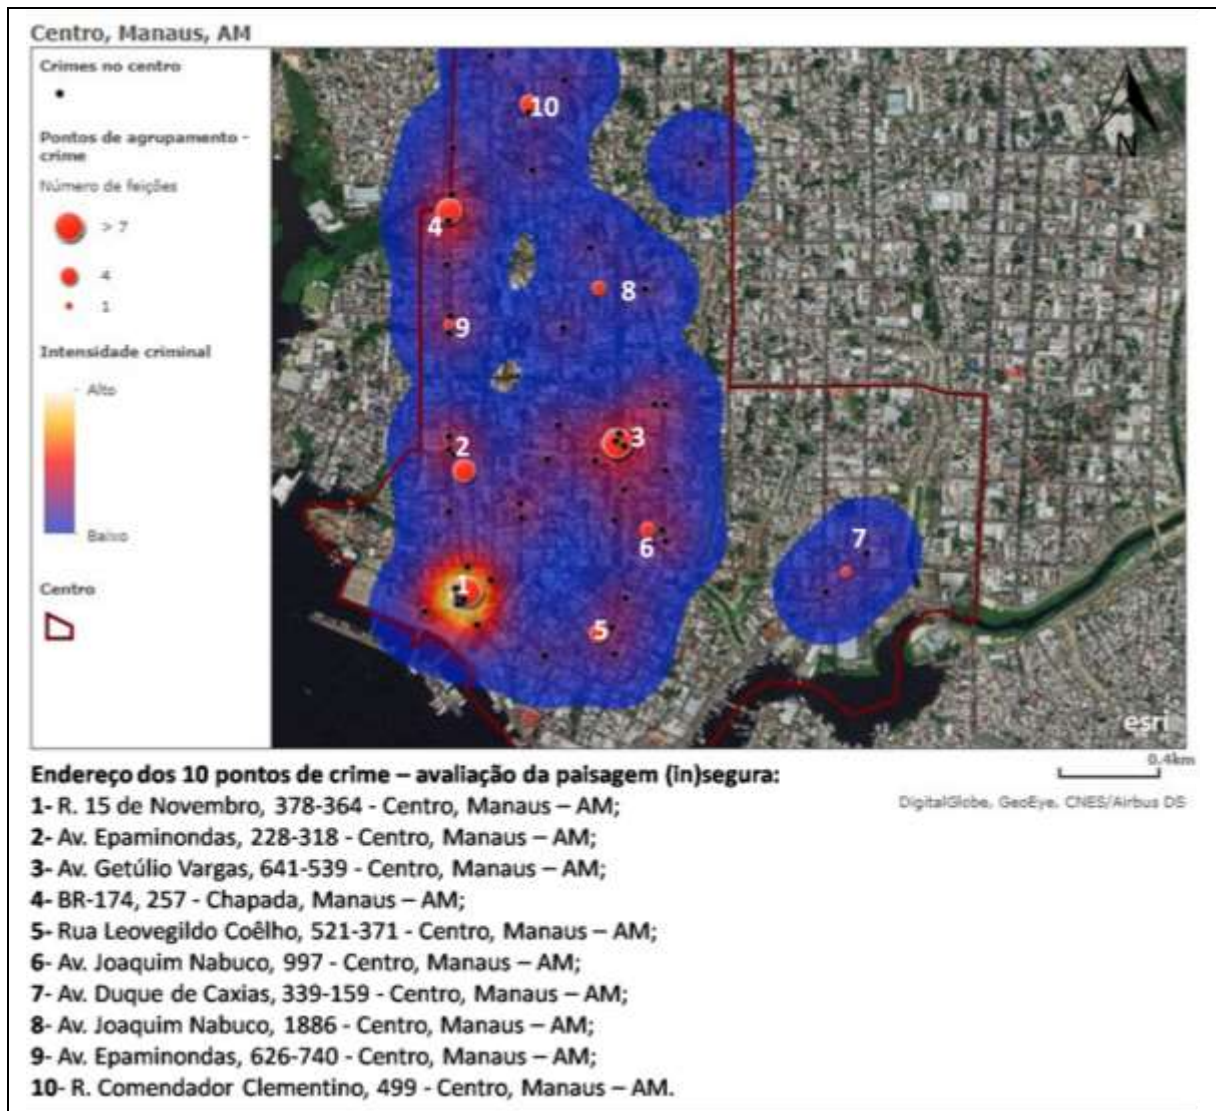 Centro, Manaus, AM
Crimes no centro
Pontos de agrupamento -
crime
Número de feições
> 7
4
1
Intensidade criminal
Alto
Baixo
Centro
10
4
8
9
2
3
6
7
1
5
N
esri
0.4km
DigitalGlobe, GeoEye, CNES/Airbus DS
Endereço dos 10 pontos de crime – avaliação da paisagem (in)segura:
1- R. 15 de Novembro, 378-364 - Centro, Manaus – AM;
2- Av. Epaminondas, 228-318 - Centro, Manaus – AM;
3- Av. Getúlio Vargas, 641-539 - Centro, Manaus – AM;
4- BR-174, 257 - Chapada, Manaus – AM;
5- Rua Leovegildo Coêlho, 521-371 - Centro, Manaus – AM;
6- Av. Joaquim Nabuco, 997 - Centro, Manaus – AM;
7- Av. Duque de Caxias, 339-159 - Centro, Manaus – AM;
8- Av. Joaquim Nabuco, 1886 - Centro, Manaus – AM;
9- Av. Epaminondas, 626-740 - Centro, Manaus – AM;
10- R. Comendador Clementino, 499 - Centro, Manaus – AM.